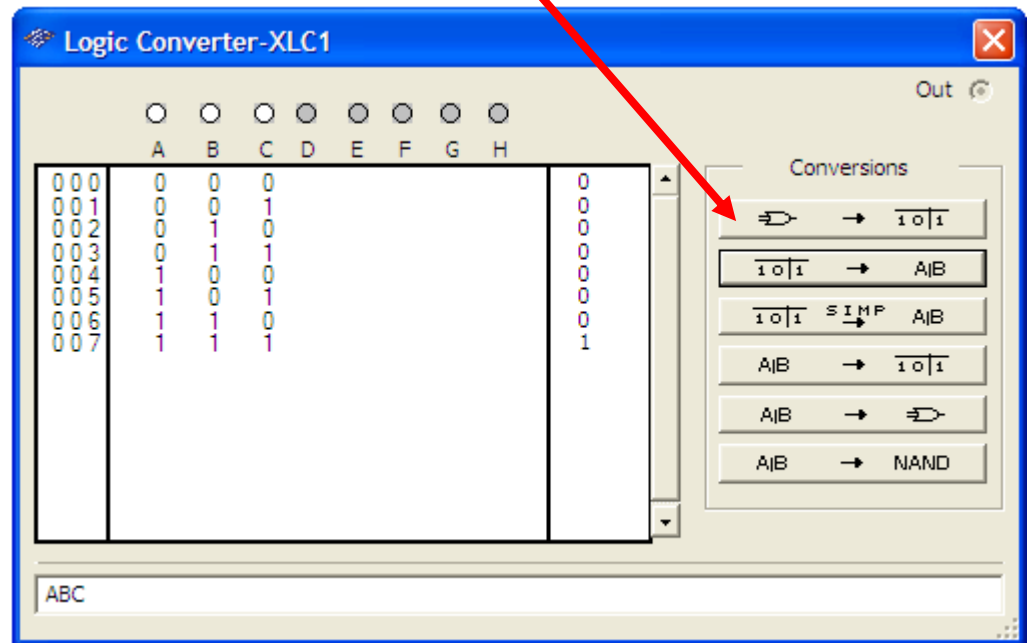 Logic Converter-XLC1
Out
A B C D E F G H
Conversions
000 0 0 0 0
001 0 0 1 0
002 0 1 0 0
003 0 1 1 0
004 1 0 0 0
005 1 0 1 0
006 1 1 0 0
007 1 1 1 1
→ 1 0|1
1 0|1 → A|B
1 0|1 SIMP → A|B
A|B → 1 0|1
A|B →
A|B → NAND
ABC